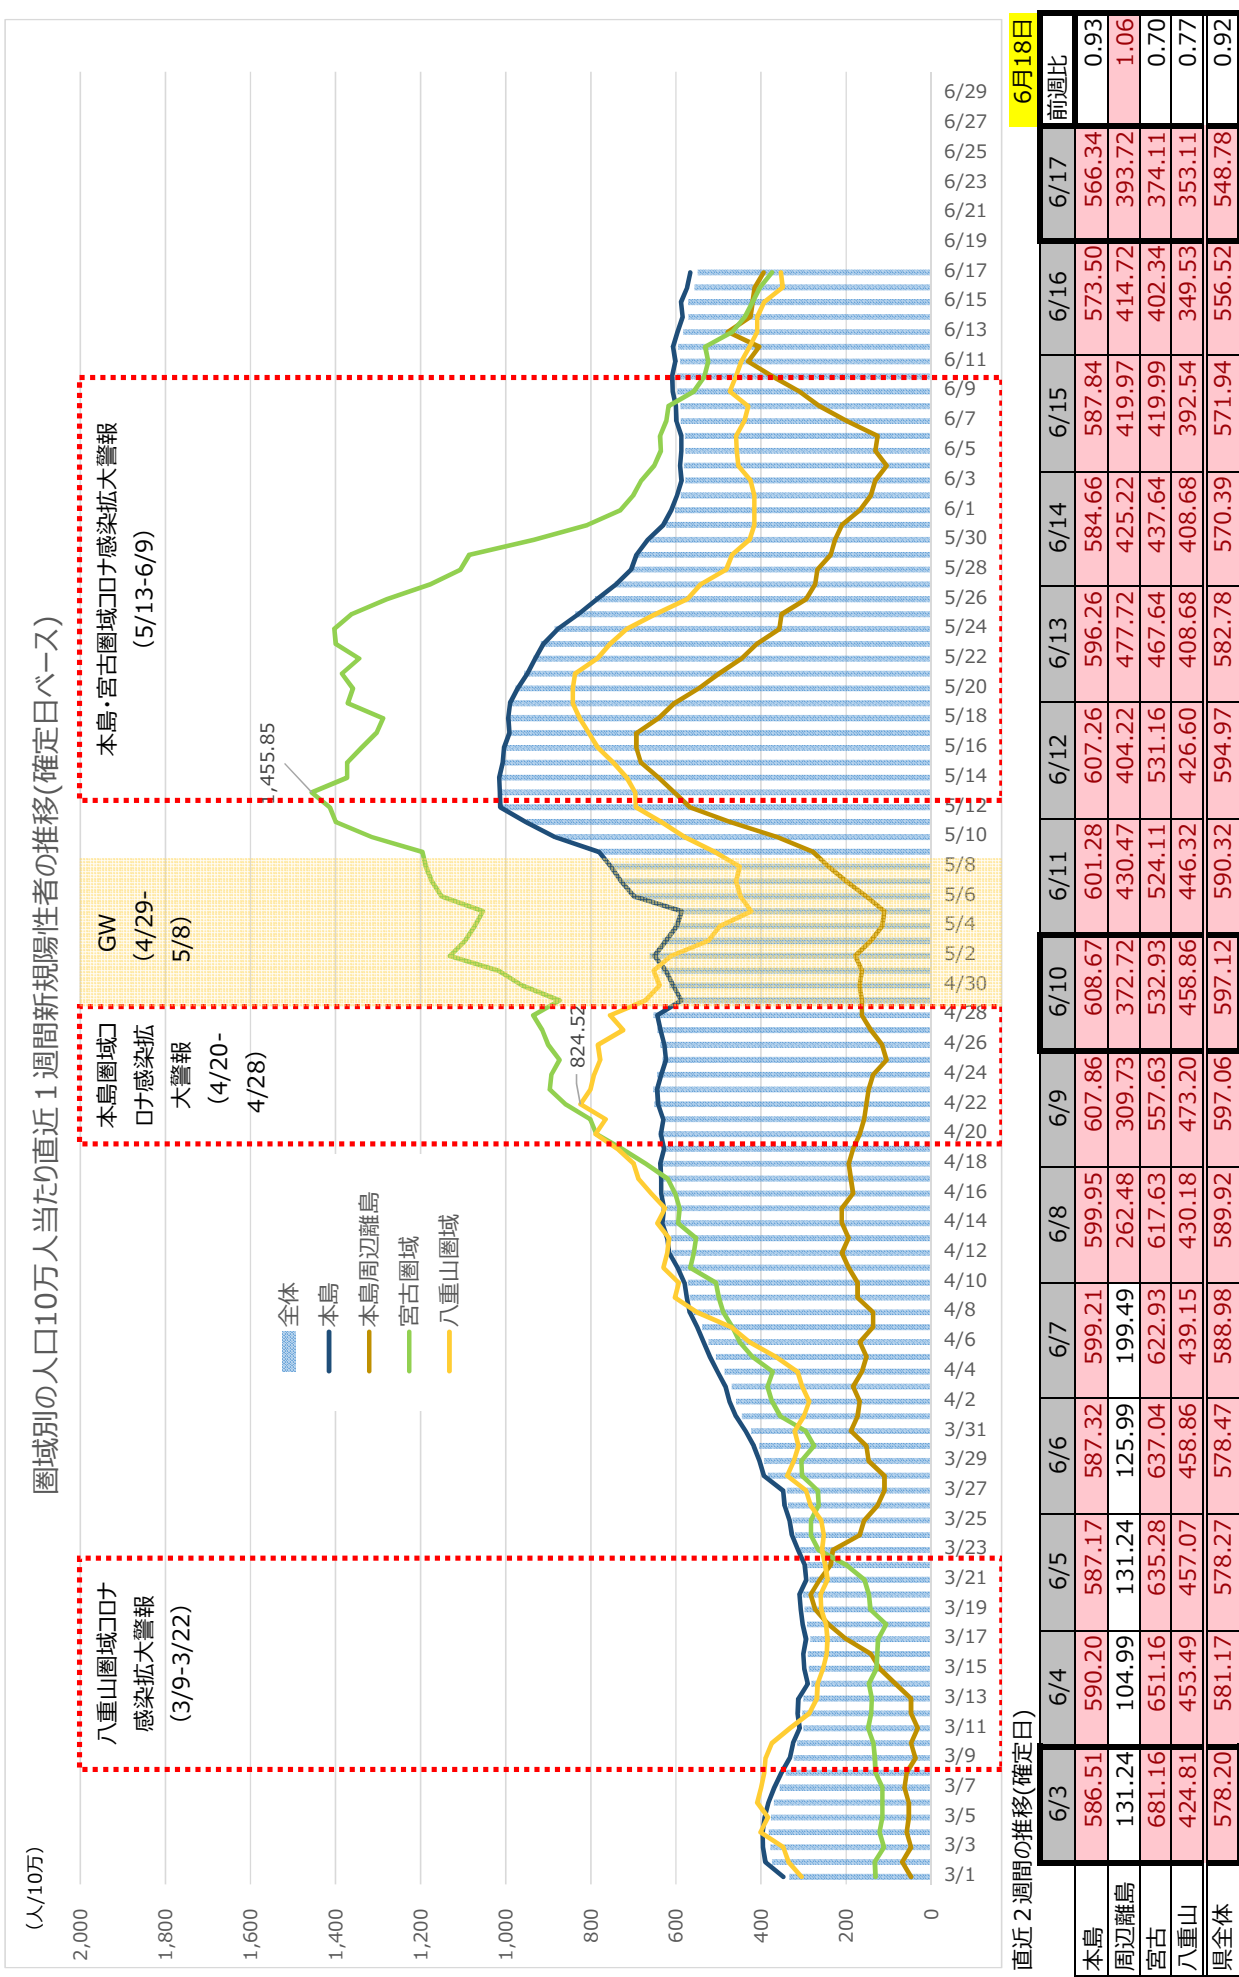 圏域別の人口10万人当たり直近１週間新規陽性者の推移(確定日ベース)
(人/10万)
2,000
1,800
1,600
1,400
1,200
1,000
800
600
400
200
0
八重山圏域コロナ
感染拡大警報
(3/9-3/22)
本島圏域コ
ロナ感染拡
大警報
(4/20-
4/28)
GW
(4/29-
5/8)
本島・宮古圏域コロナ感染拡大警報
(5/13-6/9)
全体
本島
本島周辺離島
宮古圏域
八重山圏域
824.52
1,455.85
3/1 3/3 3/5 3/7 3/9 3/11 3/13 3/15 3/17 3/19 3/21 3/23 3/25 3/27 3/29 3/31 4/2 4/4 4/6 4/8 4/10 4/12 4/14 4/16 4/18 4/20 4/22 4/24 4/26 4/28 4/30 5/2 5/4 5/6 5/8 5/10 5/12 5/14 5/16 5/18 5/20 5/22 5/24 5/26 5/28 5/30 6/1 6/3 6/5 6/7 6/9 6/11 6/13 6/15 6/17 6/19 6/21 6/23 6/25 6/27 6/29
直近２週間の推移(確定日)
6月18日
6/3 6/4 6/5 6/6 6/7 6/8 6/9 6/10 6/11 6/12 6/13 6/14 6/15 6/16 6/17 前週比
本島 586.51 590.20 587.17 587.32 599.21 599.95 607.86 608.67 601.28 607.26 596.26 584.66 587.84 573.50 566.34 0.93
周辺離島 131.24 104.99 131.24 125.99 199.49 262.48 309.73 372.72 430.47 404.22 477.72 425.22 419.97 414.72 393.72 1.06
宮古 681.16 651.16 635.28 637.04 622.93 617.63 557.63 532.93 524.11 531.16 467.64 437.64 419.99 402.34 374.11 0.70
八重山 424.81 453.49 457.07 458.86 439.15 430.18 473.20 458.86 446.32 426.60 408.68 408.68 392.54 349.53 353.11 0.77
県全体 578.20 581.17 578.27 578.47 588.98 589.92 597.06 597.12 590.32 594.97 582.78 570.39 571.94 556.52 548.78 0.92